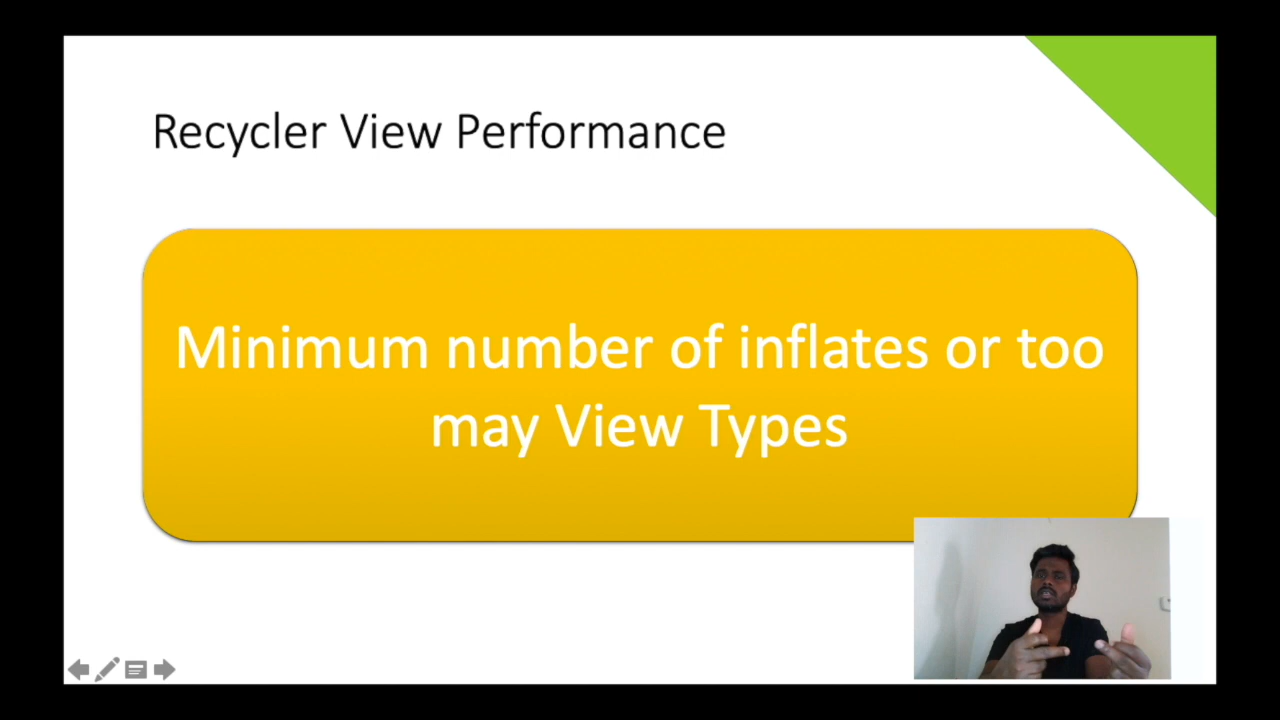 Recycler View Performance
Minimum number of inflates or too
may View Types